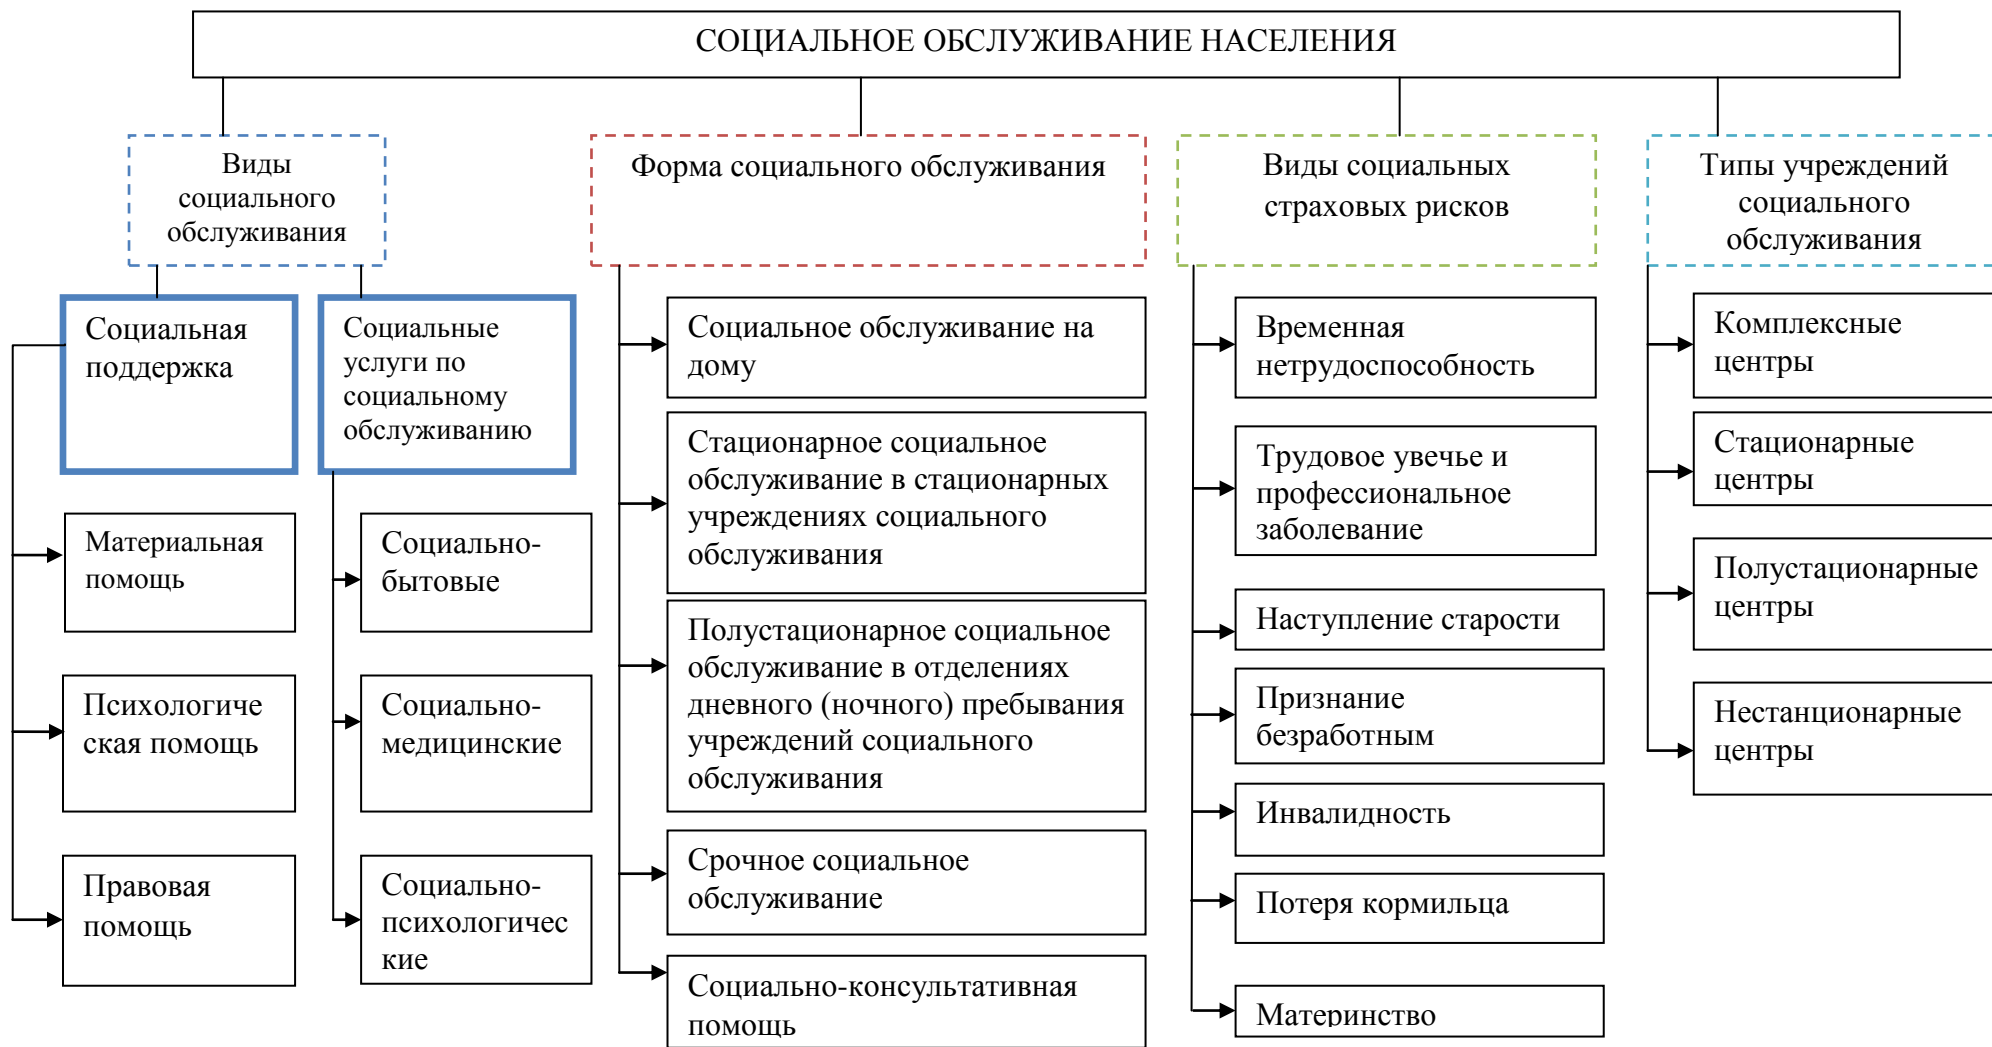 СОЦИАЛЬНОЕ ОБСЛУЖИВАНИЕ НАСЕЛЕНИЯ
Виды
социального
обслуживания
Социальная
поддержка
Материальная
помощь
Психологиче
ская помощь
Правовая
помощь
Социальные
услуги по
социальному
обслуживанию
Социально-
бытовые
Социально-
медицинские
Социально-
психологичес
кие
Форма социального обслуживания
Социальное обслуживание на
дому
Стационарное социальное
обслуживание в стационарных
учреждениях социального
обслуживания
Полустационарное социальное
обслуживание в отделениях
дневного (ночного) пребывания
учреждений социального
обслуживания
Срочное социальное
обслуживание
Социально-консультативная
помощь
Виды социальных
страховых рисков
Временная
нетрудоспособность
Трудовое увечье и
профессиональное
заболевание
Наступление старости
Признание
безработным
Инвалидность
Потеря кормильца
Материнство
Типы учреждений
социального
обслуживания
Комплексные
центры
Стационарные
центры
Полустационарные
центры
Нестанционарные
центры